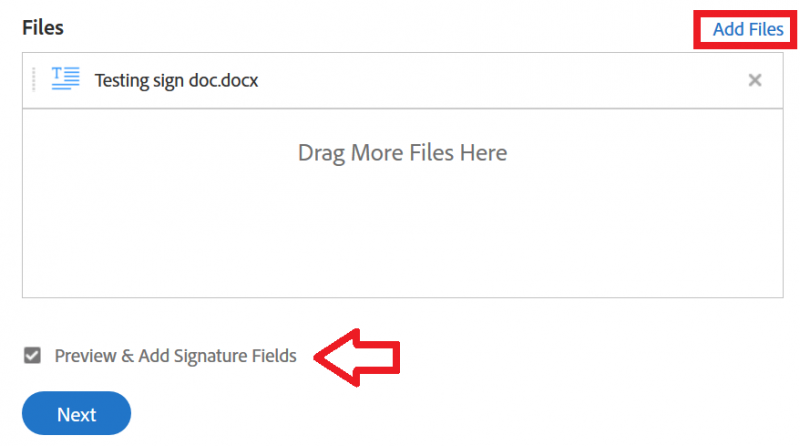 Files
Add Files
Testing sign doc.docx
Drag More Files Here
Preview & Add Signature Fields
Next